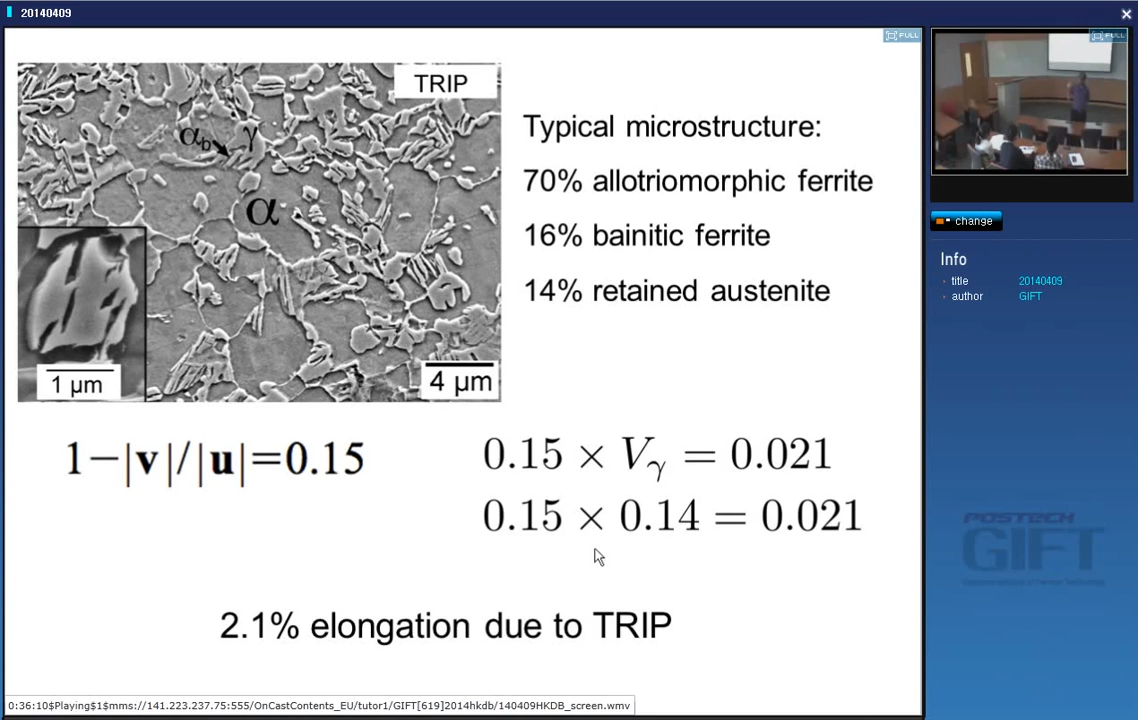 20140409
FULL
FULL
TRIP
αb
γ
α
1 μm
4 μm
Typical microstructure:
70% allotriomorphic ferrite
16% bainitic ferrite
14% retained austenite
1−|v|/|u|=0.15
0.15 × Vγ = 0.021
0.15 × 0.14 = 0.021
2.1% elongation due to TRIP
change
Info
title 20140409
author GIFT
POSTECH
GIFT
0:36:10$Playing$1$mms://141.223.237.75:555/OnCastContents_EU/tutor1/GIFT[619]2014hkdb/140409HKDB_screen.wmv